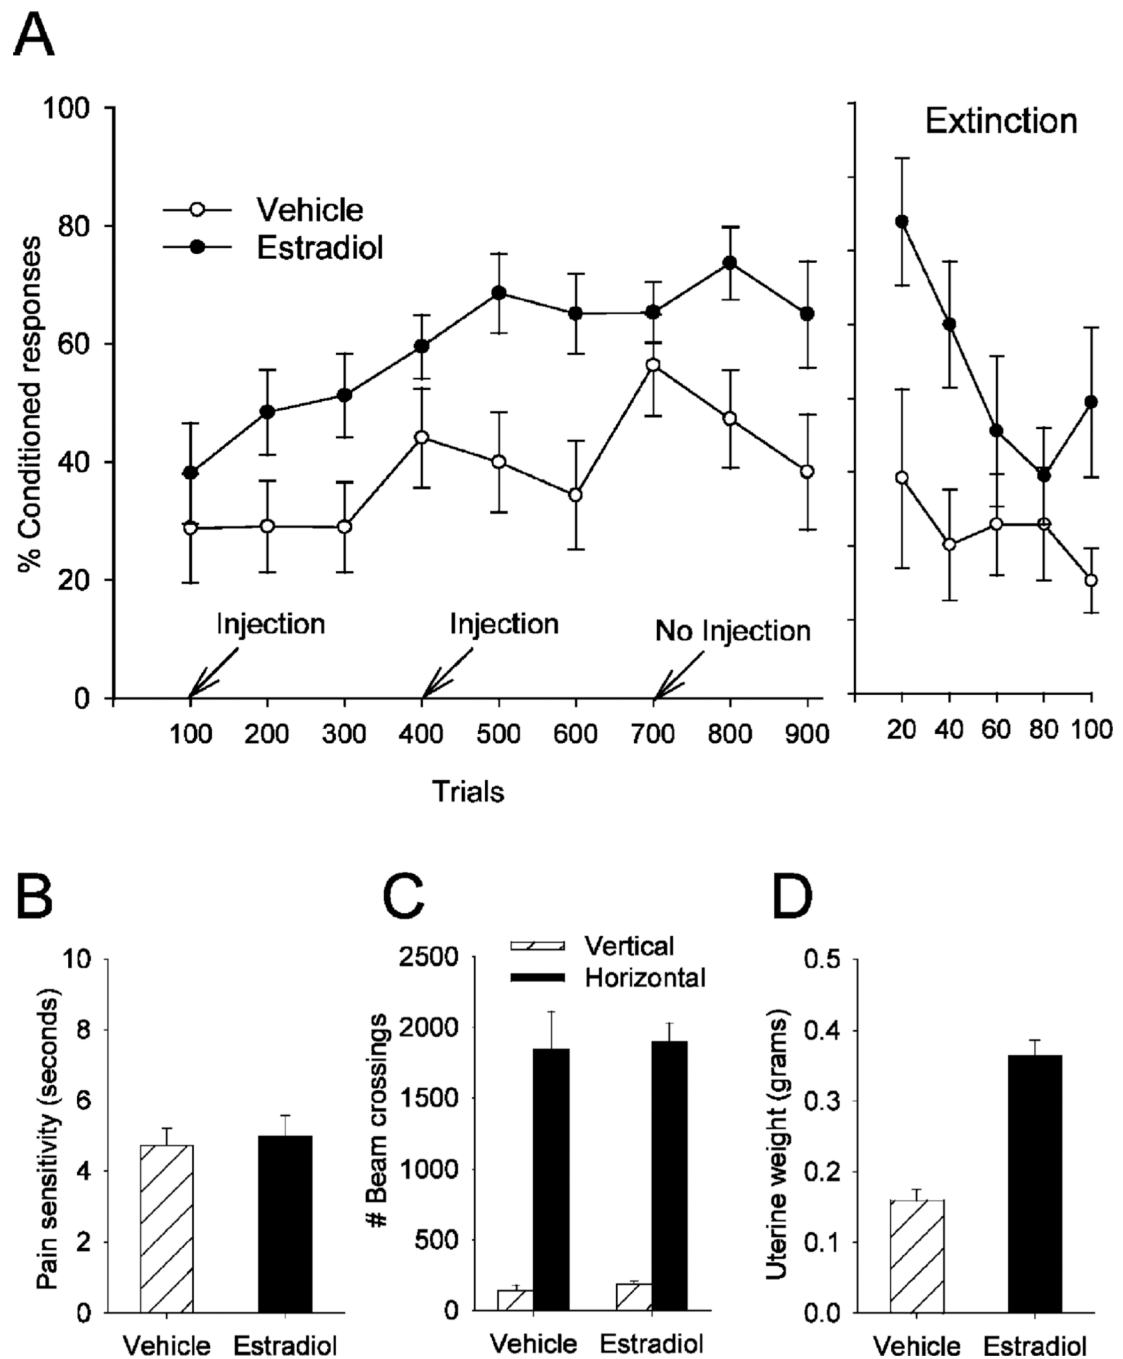 A
Extinction
Vehicle
Estradiol
% Conditioned responses
100
80
60
40
20
0
Injection
Injection
No Injection
100 200 300 400 500 600 700 800 900
20 40 60 80 100
Trials
B
Pain sensitivity (seconds)
10
8
6
4
2
0
Vehicle Estradiol
C
Vertical
Horizontal
# Beam crossings
2500
2000
1500
1000
500
0
Vehicle Estradiol
D
Uterine weight (grams)
0.5
0.4
0.3
0.2
0.1
0.0
Vehicle Estradiol